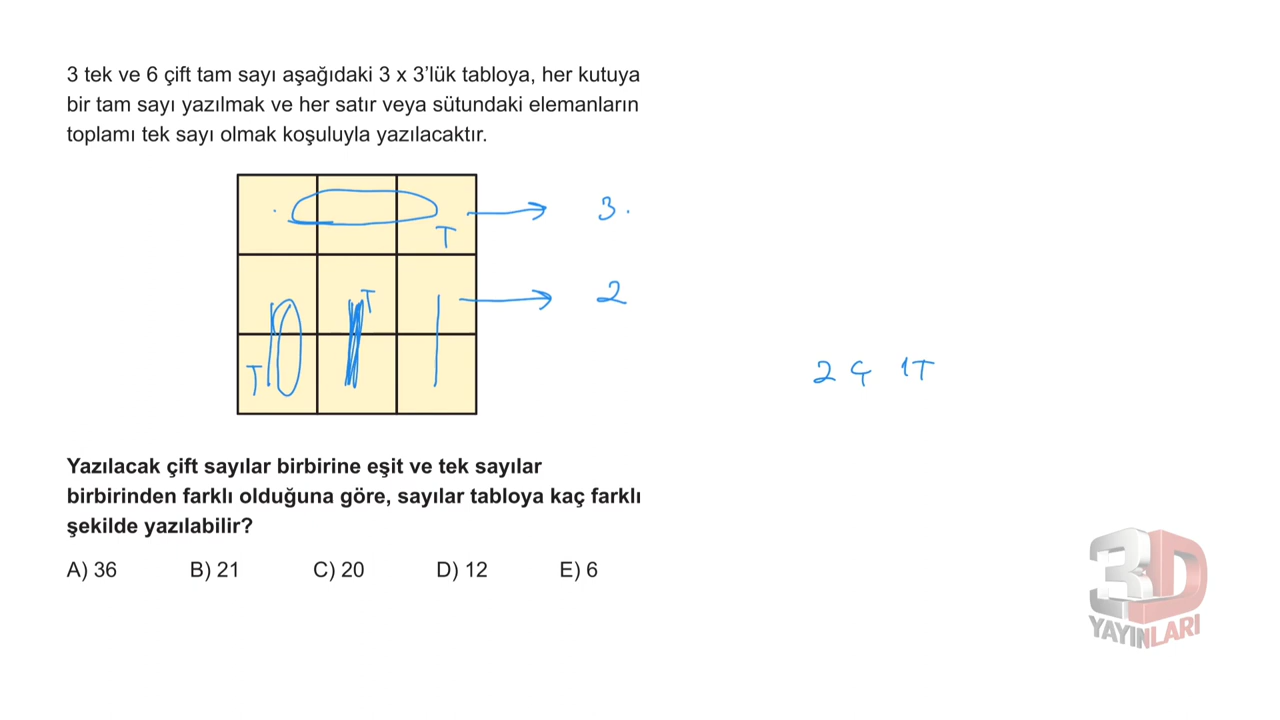 3 tek ve 6 çift tam sayı aşağıdaki 3 x 3’lük tabloya, her kutuya
bir tam sayı yazılmak ve her satır veya sütundaki elemanların
toplamı tek sayı olmak koşuluyla yazılacaktır.
3.
T
T
2
T
2 Ç 1T
Yazılacak çift sayılar birbirine eşit ve tek sayılar
birbirinden farklı olduğuna göre, sayılar tabloya kaç farklı
şekilde yazılabilir?
A) 36 B) 21 C) 20 D) 12 E) 6
3D
YAYINLARI